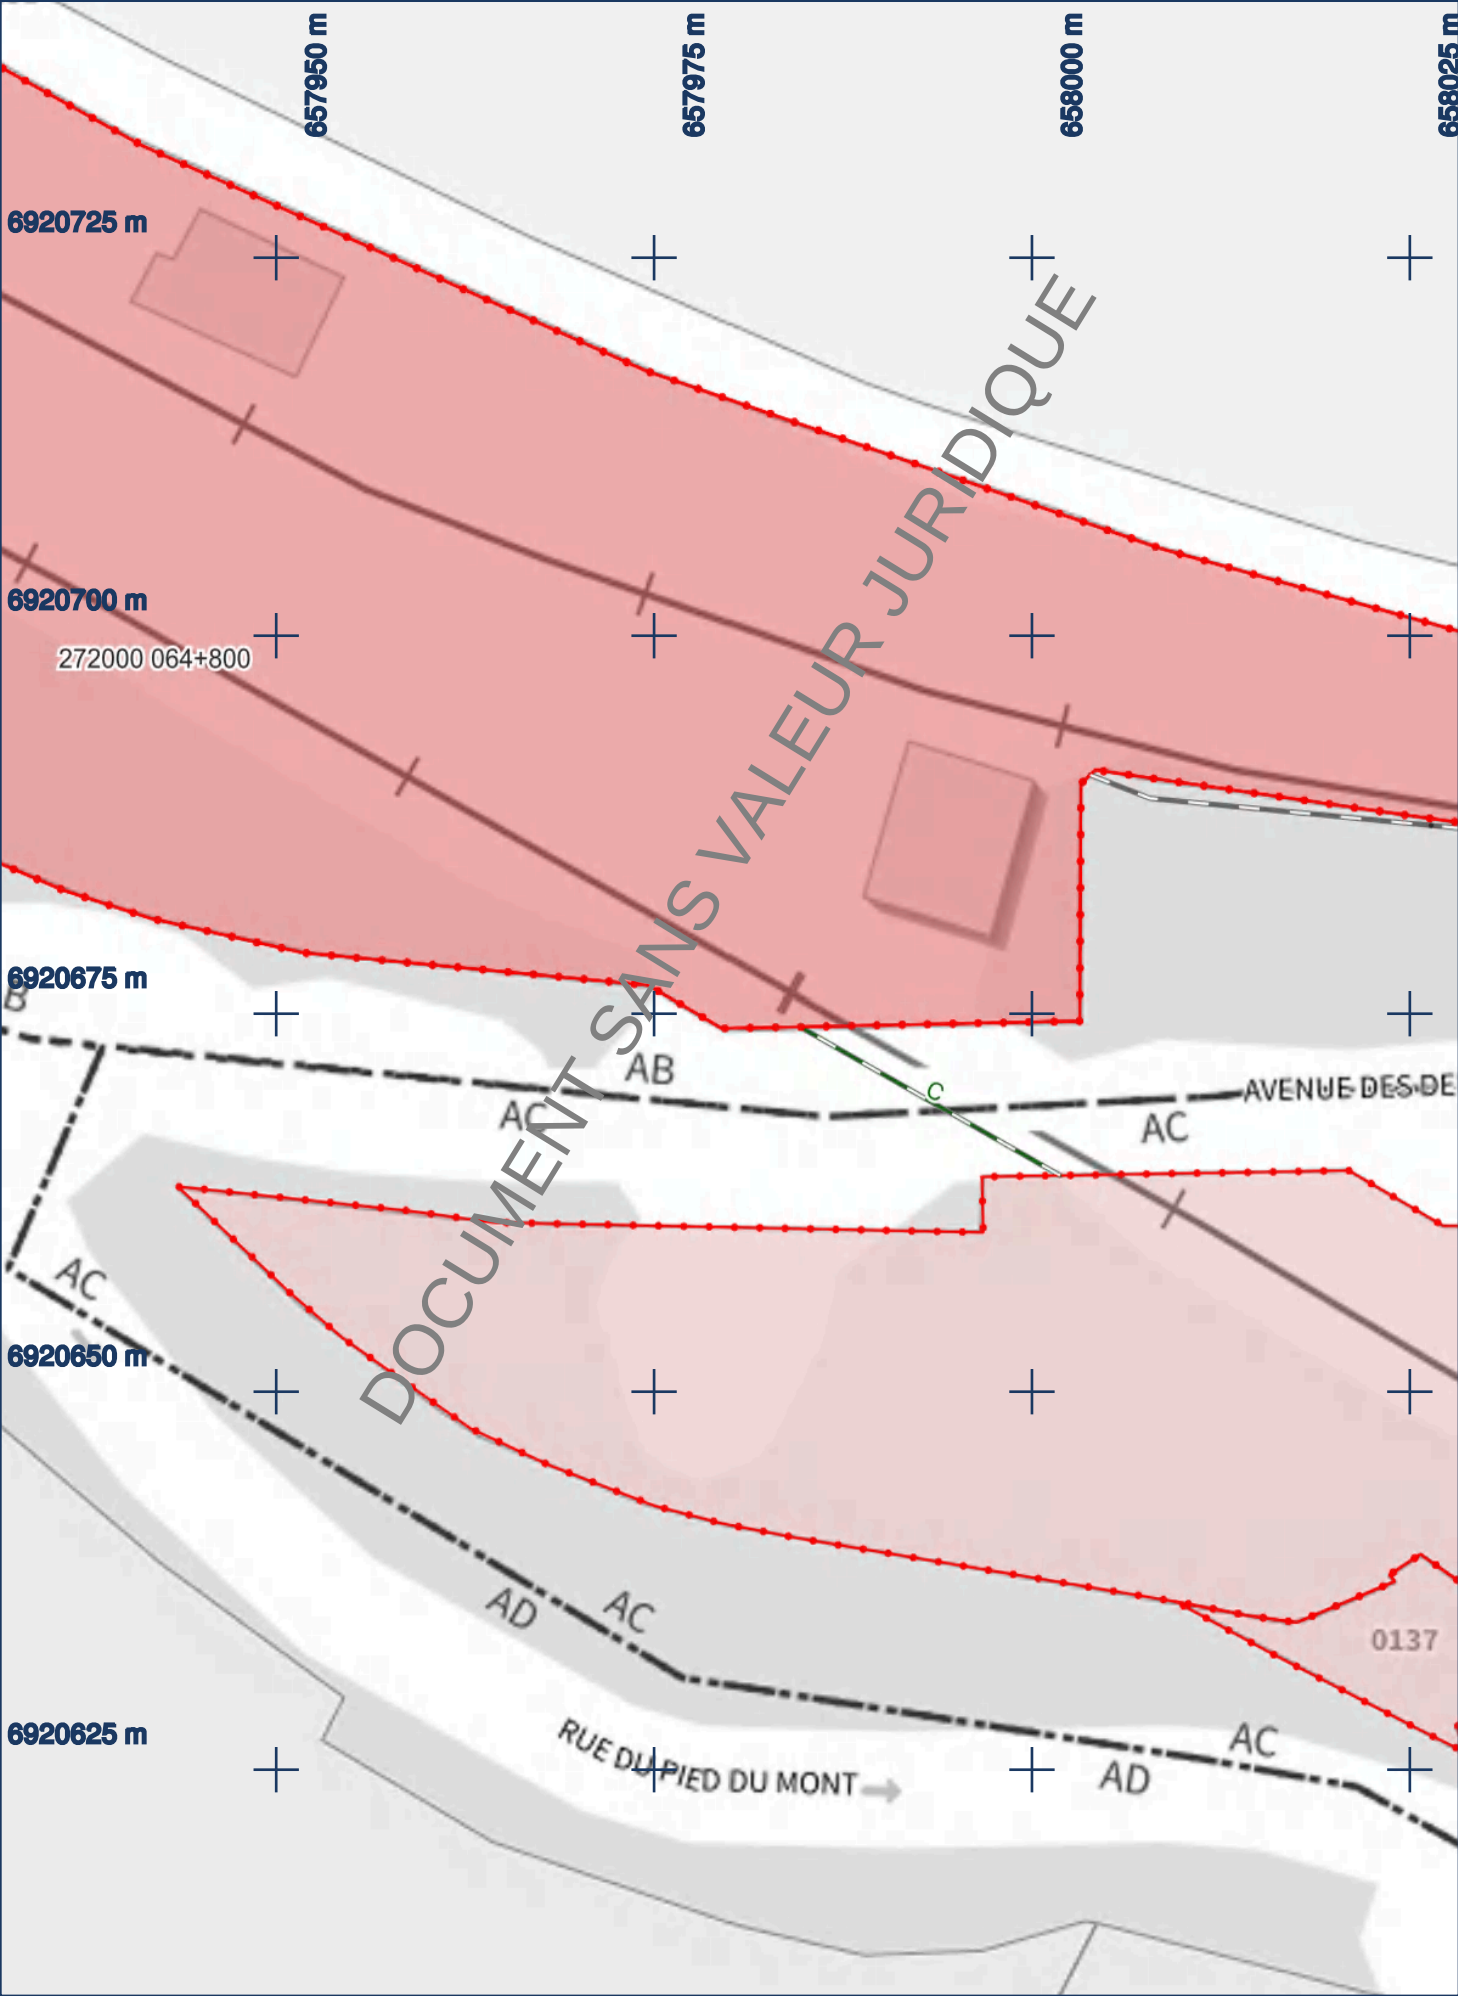 657950 m
657975 m
658000 m
658025 m
6920725 m
6920700 m
272000 064+800
6920675 m
B
AB
AC
C
AVENUE DES DE
AC
DOCUMENT SANS VALEUR JURIDIQUE
AC
6920650 m
AC
AD
0137
6920625 m
RUE DU PIED DU MONT
AC
AD